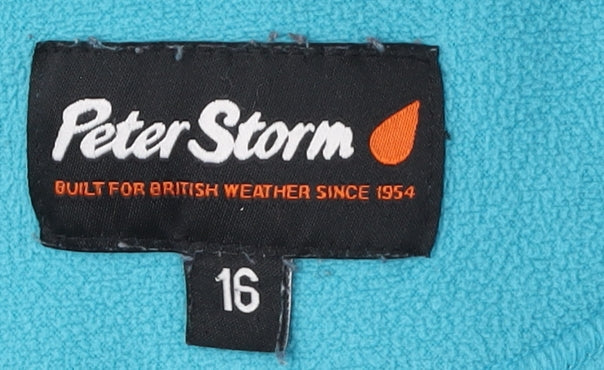 Peter Storm
BUILT FOR BRITISH WEATHER SINCE 1954
16